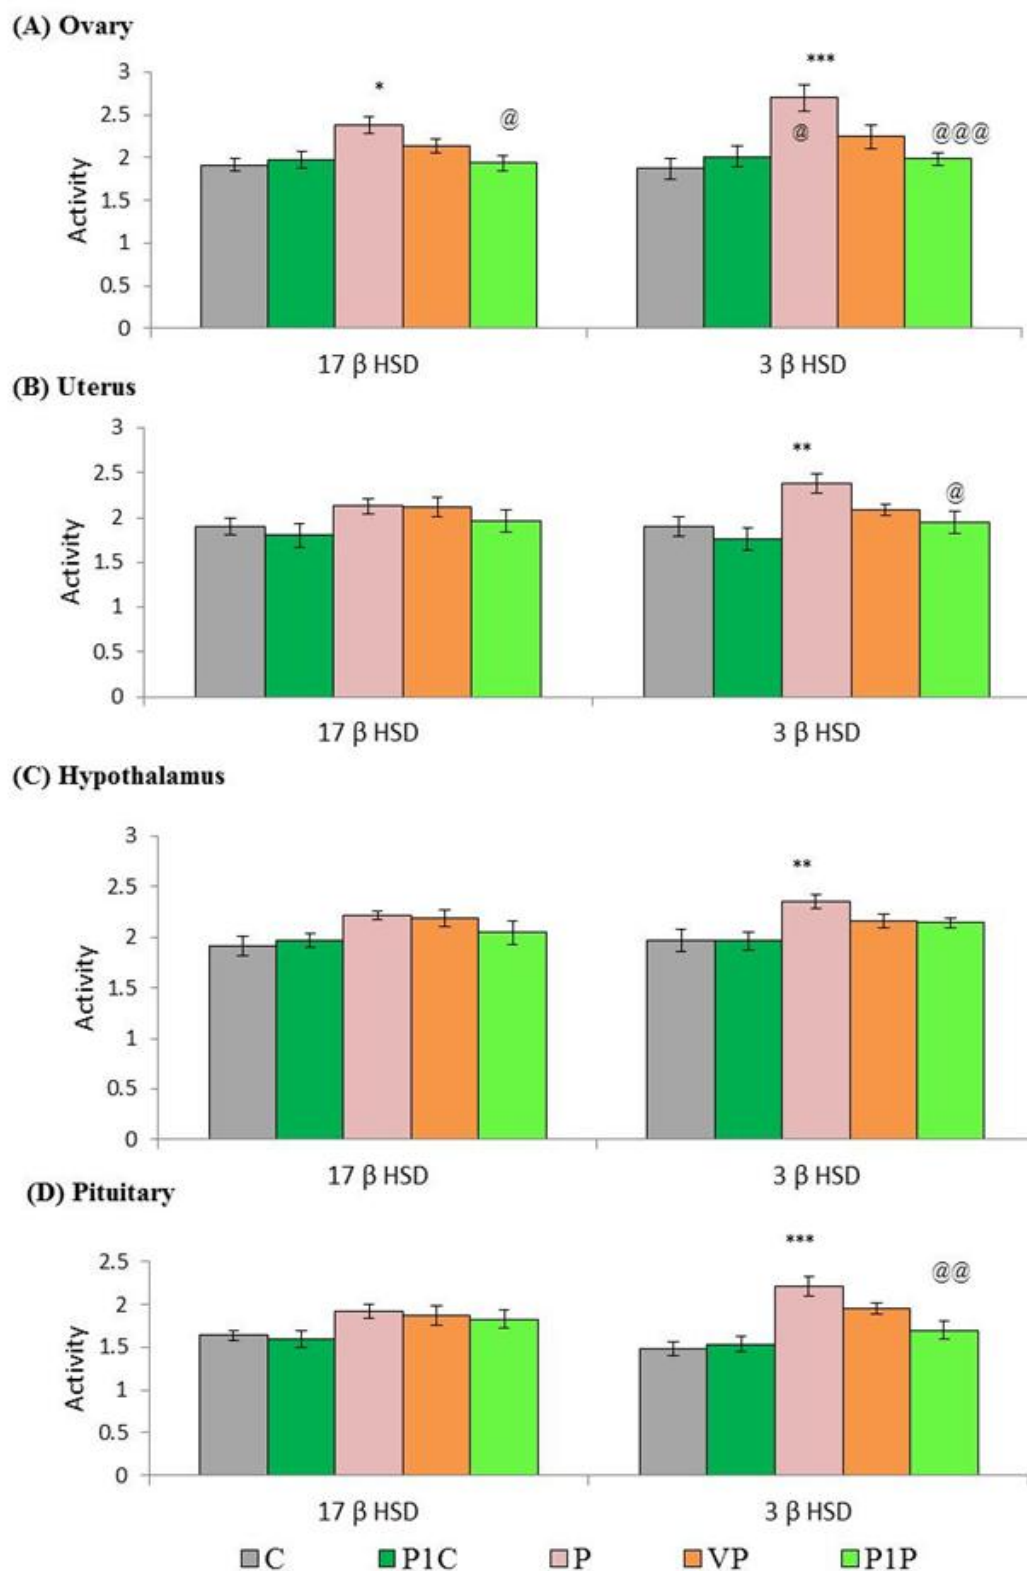 (A) Ovary
3
2.5
2
1.5
1
0.5
0
Activity
*
@
***
@
@@@
17 β HSD
3 β HSD
(B) Uterus
3
2.5
2
1.5
1
0.5
0
Activity
**
@
17 β HSD
3 β HSD
(C) Hypothalamus
3
2.5
2
1.5
1
0.5
0
Activity
**
17 β HSD
3 β HSD
(D) Pituitary
2.5
2
1.5
1
0.5
0
Activity
***
@@
17 β HSD
3 β HSD
C P1C P VP P1P